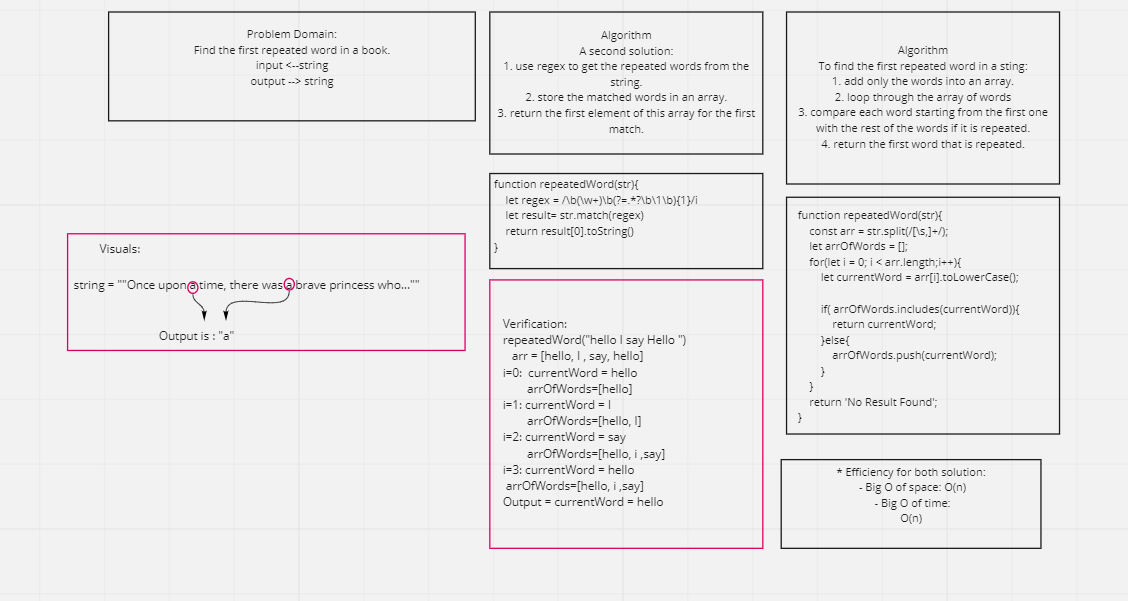 Problem Domain:
Find the first repeated word in a book.
input <--string
output --> string
Algorithm
A second solution:
1. use regex to get the repeated words from the
string.
2. store the matched words in an array.
3. return the first element of this array for the first
match.
Algorithm
To find the first repeated word in a sting:
1. add only the words into an array.
2. loop through the array of words
3. compare each word starting from the first one
with the rest of the words if it is repeated.
4. return the first word that is repeated.
function repeatedWord(str){
let regex = /\b(\w+)\b(?=.*?\b\1\b){1}/i
let result= str.match(regex)
return result[0].toString()
}
function repeatedWord(str){
const arr = str.split(/[\s,]+/);
let arrOfWords = [];
for(let i = 0; i < arr.length;i++){
let currentWord = arr[i].toLowerCase();
if( arrOfWords.includes(currentWord)){
return currentWord;
}else{
arrOfWords.push(currentWord);
}
}
return 'No Result Found';
}
Visuals:
string = ""Once upon a time, there was a brave princess who...""
Output is : "a"
Verification:
repeatedWord("hello I say Hello ")
arr = [hello, I , say, hello]
i=0: currentWord = hello
arrOfWords=[hello]
i=1: currentWord = I
arrOfWords=[hello, I]
i=2: currentWord = say
arrOfWords=[hello, i ,say]
i=3: currentWord = hello
arrOfWords=[hello, i ,say]
Output = currentWord = hello
* Efficiency for both solution:
- Big O of space: O(n)
- Big O of time:
O(n)